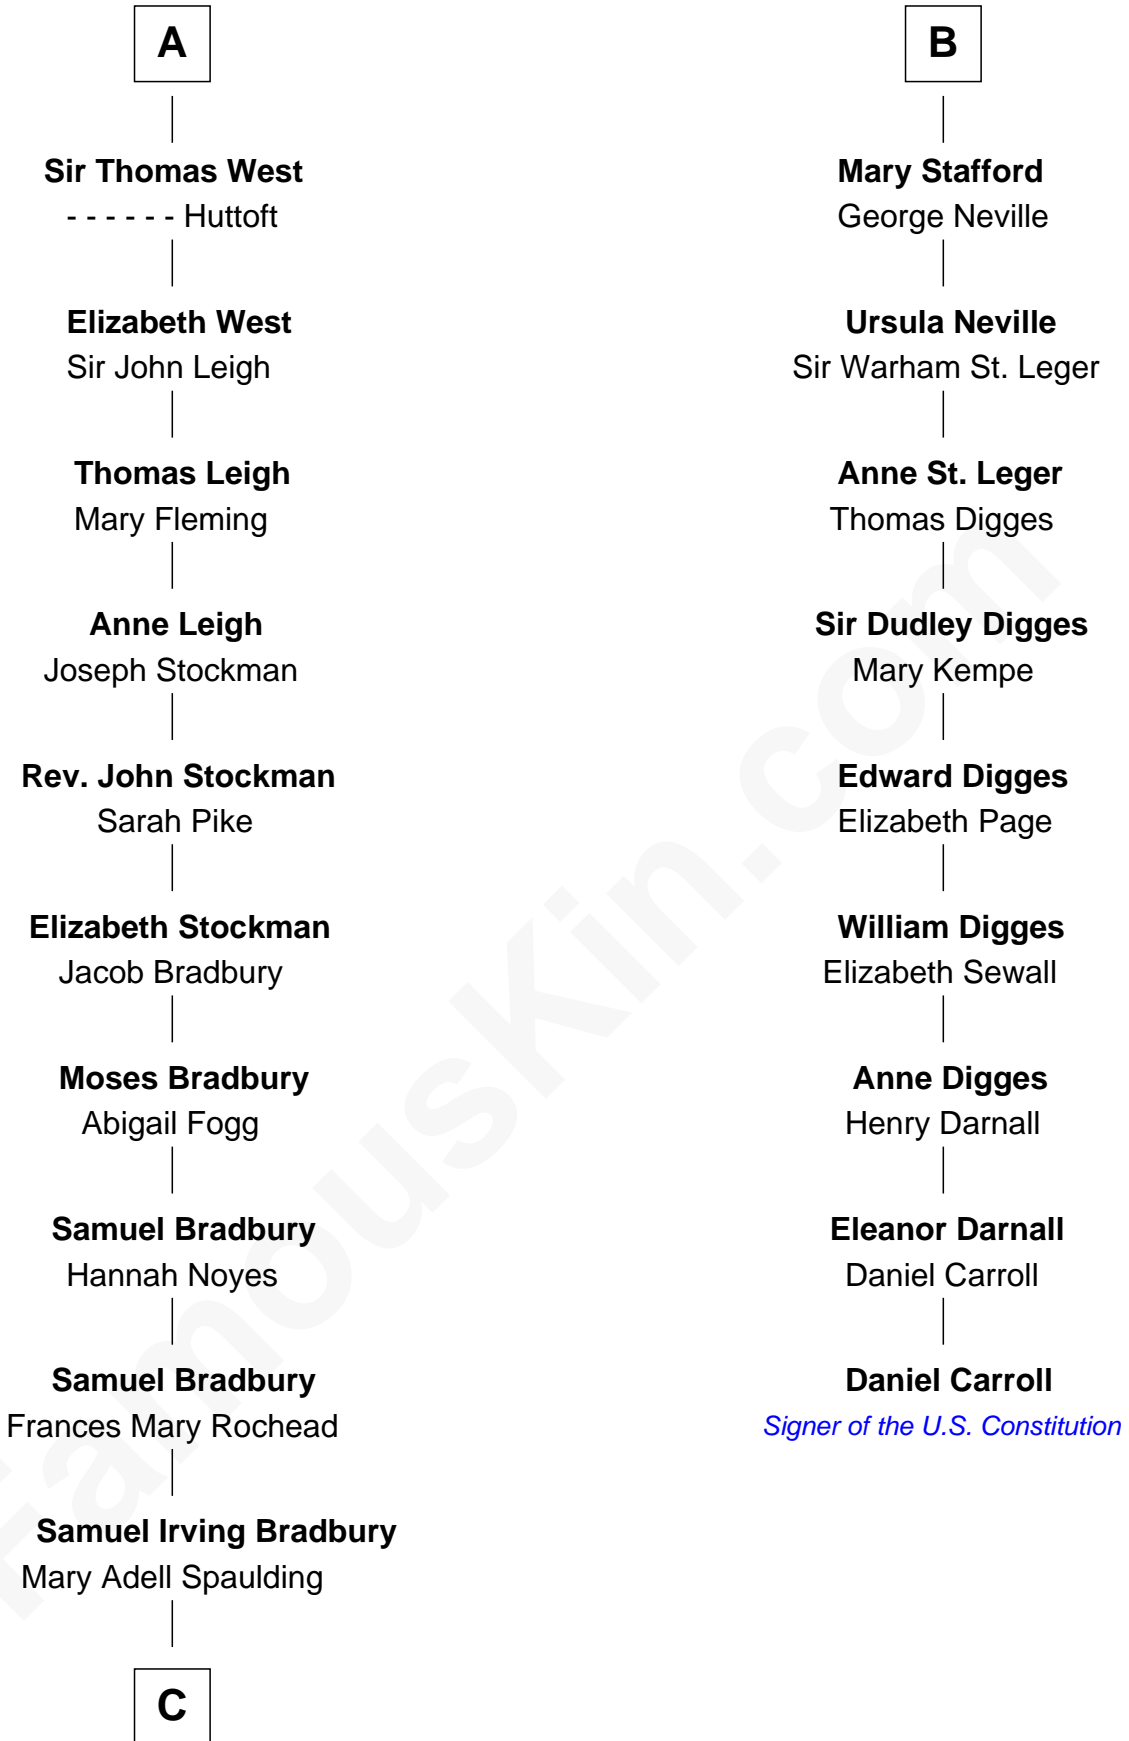 A
Sir Thomas West
- - - - - - Huttoft
Elizabeth West
Sir John Leigh
Thomas Leigh
Mary Fleming
Anne Leigh
Joseph Stockman
Rev. John Stockman
Sarah Pike
Elizabeth Stockman
Jacob Bradbury
Moses Bradbury
Abigail Fogg
Samuel Bradbury
Hannah Noyes
Samuel Bradbury
Frances Mary Rochead
Samuel Irving Bradbury
Mary Adell Spaulding
C
B
Mary Stafford
George Neville
Ursula Neville
Sir Warham St. Leger
Anne St. Leger
Thomas Digges
Sir Dudley Digges
Mary Kempe
Edward Digges
Elizabeth Page
William Digges
Elizabeth Sewall
Anne Digges
Henry Darnall
Eleanor Darnall
Daniel Carroll
Daniel Carroll
Signer of the U.S. Constitution
FamousKin.com